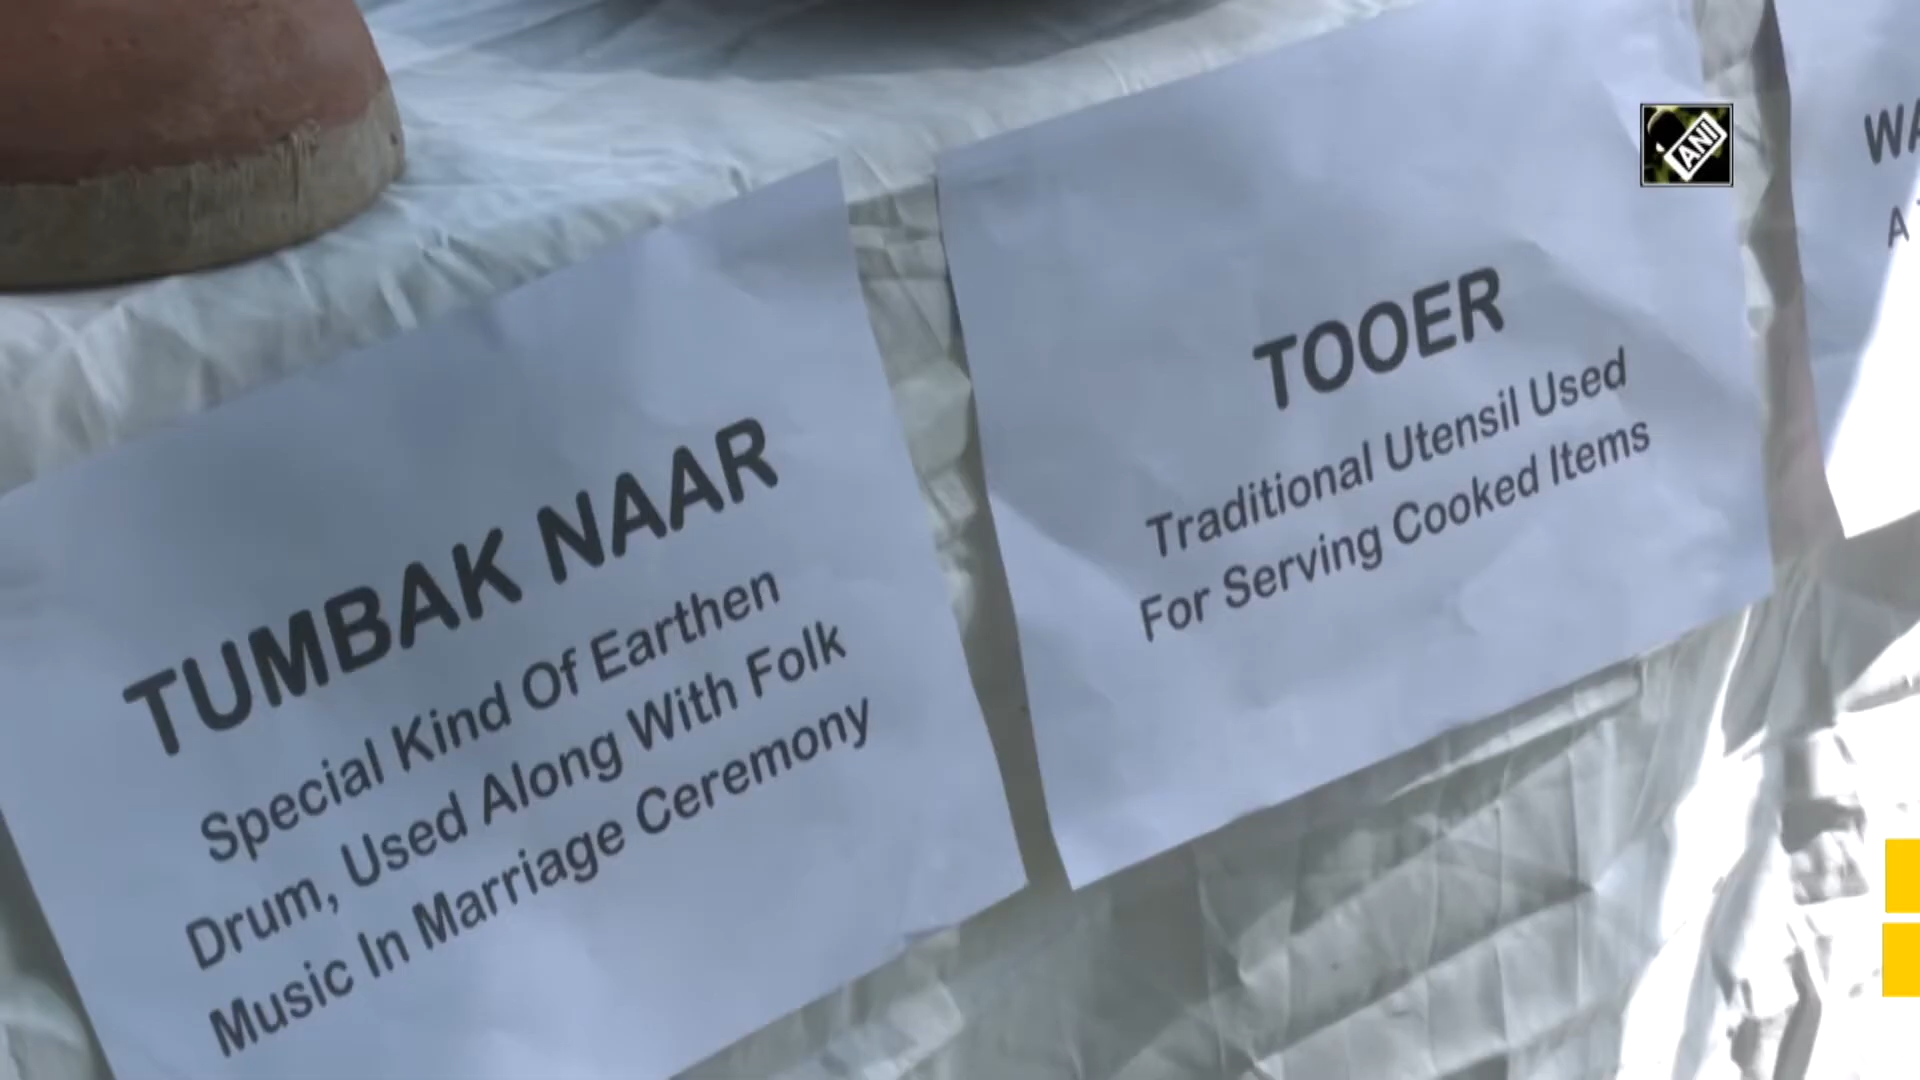 TUMBAK NAAR
Special Kind Of Earthen
Drum, Used Along With Folk
Music In Marriage Ceremony
TOOER
Traditional Utensil Used
For Serving Cooked Items
ANI